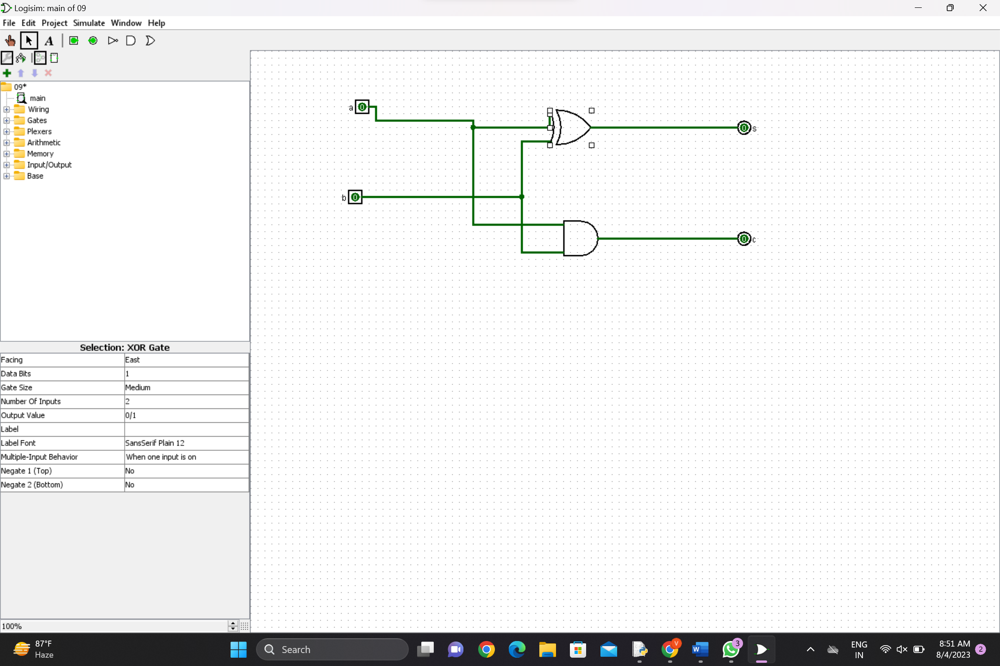 Logisim: main of 09
File Edit Project Simulate Window Help
A
09*
main
Wiring
Gates
Plexers
Arithmetic
Memory
Input/Output
Base
a 0
s 0
b 0
c 0
Selection: XOR Gate
Facing East
Data Bits 1
Gate Size Medium
Number Of Inputs 2
Output Value 0/1
Label
Label Font SansSerif Plain 12
Multiple-Input Behavior When one input is on
Negate 1 (Top) No
Negate 2 (Bottom) No
100%
87°F
Haze
Search
V
W
3
ENG
IN
8:51 AM
8/4/2023
2